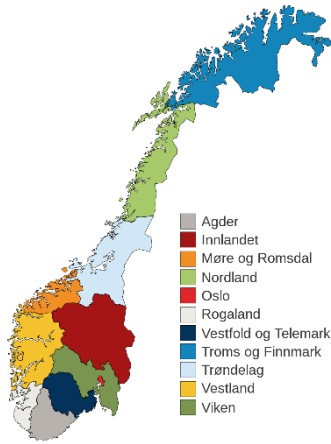 Agder
Innlandet
Møre og Romsdal
Nordland
Oslo
Rogaland
Vestfold og Telemark
Troms og Finnmark
Trøndelag
Vestland
Viken